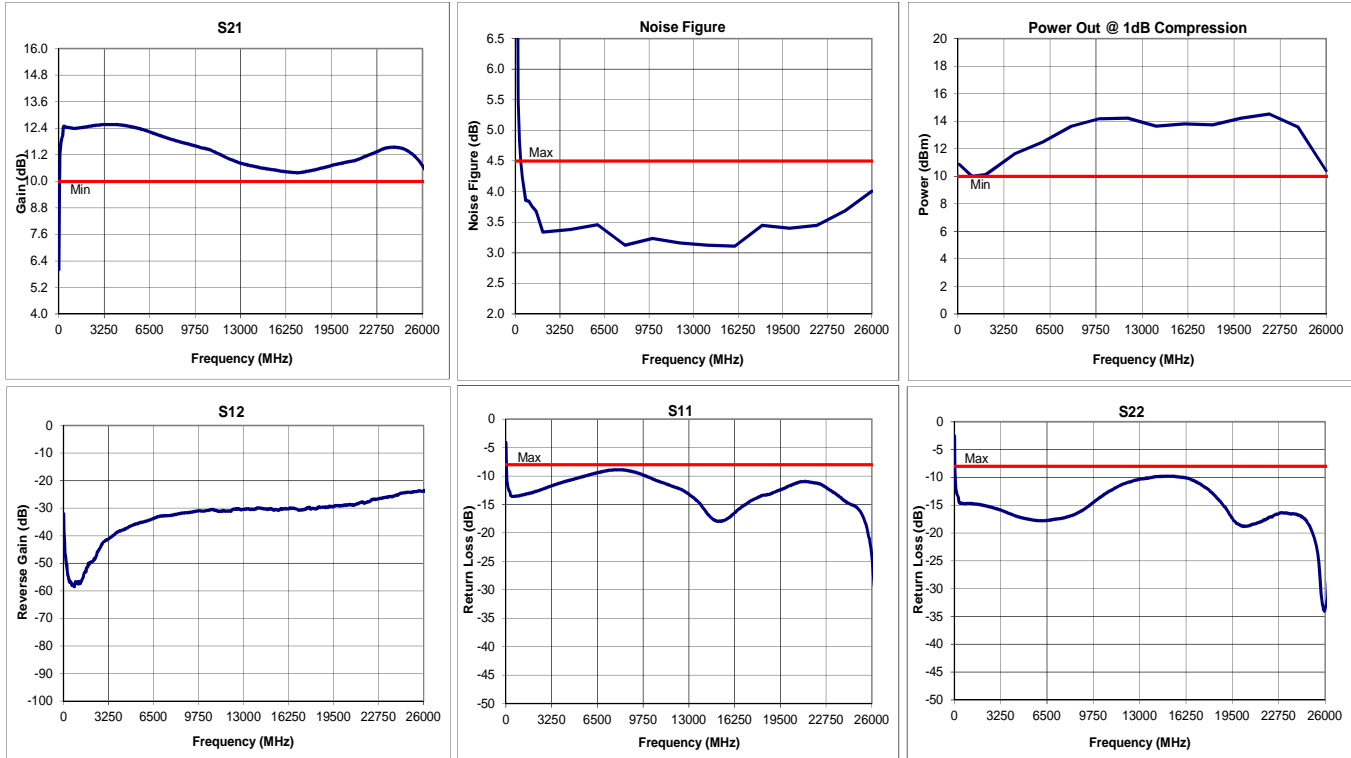 S21
16.0
14.8
13.6
12.4
11.2
10.0
8.8
7.6
6.4
5.2
4.0
Gain (dB)
Min
0 3250 6500 9750 13000 16250 19500 22750 26000
Frequency (MHz)
Noise Figure
6.5
6.0
5.5
5.0
4.5
4.0
3.5
3.0
2.5
2.0
Noise Figure (dB)
Max
0 3250 6500 9750 13000 16250 19500 22750 26000
Frequency (MHz)
Power Out @ 1dB Compression
20
18
16
14
12
10
8
6
4
2
0
Power (dBm)
Min
0 3250 6500 9750 13000 16250 19500 22750 26000
Frequency (MHz)
S12
0
-10
-20
-30
-40
-50
-60
-70
-80
-90
-100
Reverse Gain (dB)
0 3250 6500 9750 13000 16250 19500 22750 26000
Frequency (MHz)
S11
0
-5
-10
-15
-20
-25
-30
-35
-40
-45
-50
Return Loss (dB)
Max
0 3250 6500 9750 13000 16250 19500 22750 26000
Frequency (MHz)
S22
0
-5
-10
-15
-20
-25
-30
-35
-40
-45
-50
Return Loss (dB)
Max
0 3250 6500 9750 13000 16250 19500 22750 26000
Frequency (MHz)